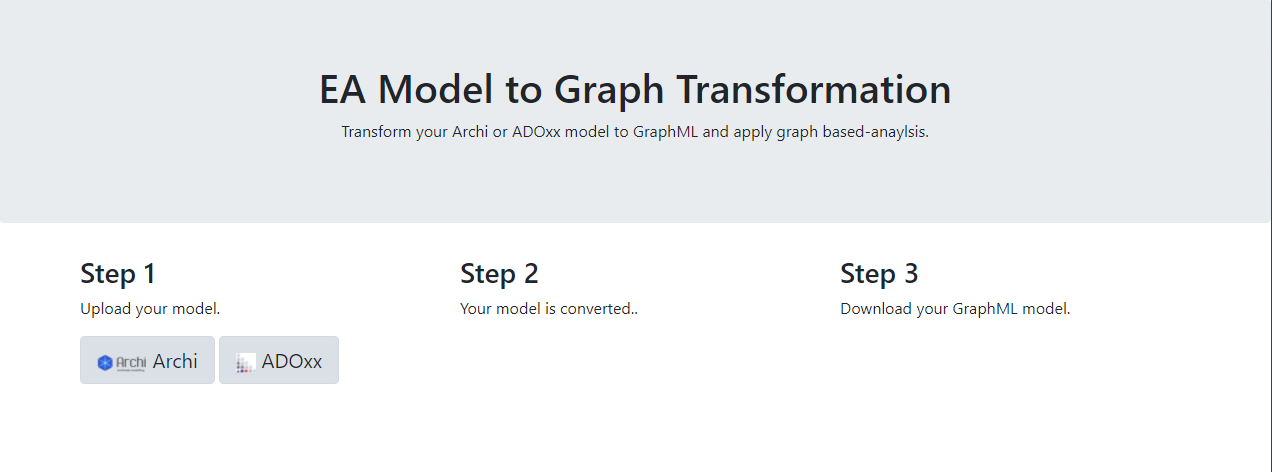 EA Model to Graph Transformation
Transform your Archi or ADOxx model to GraphML and apply graph based-anaylsis.
Step 1
Upload your model.
Archi Archi
ADOxx
Step 2
Your model is converted..
Step 3
Download your GraphML model.